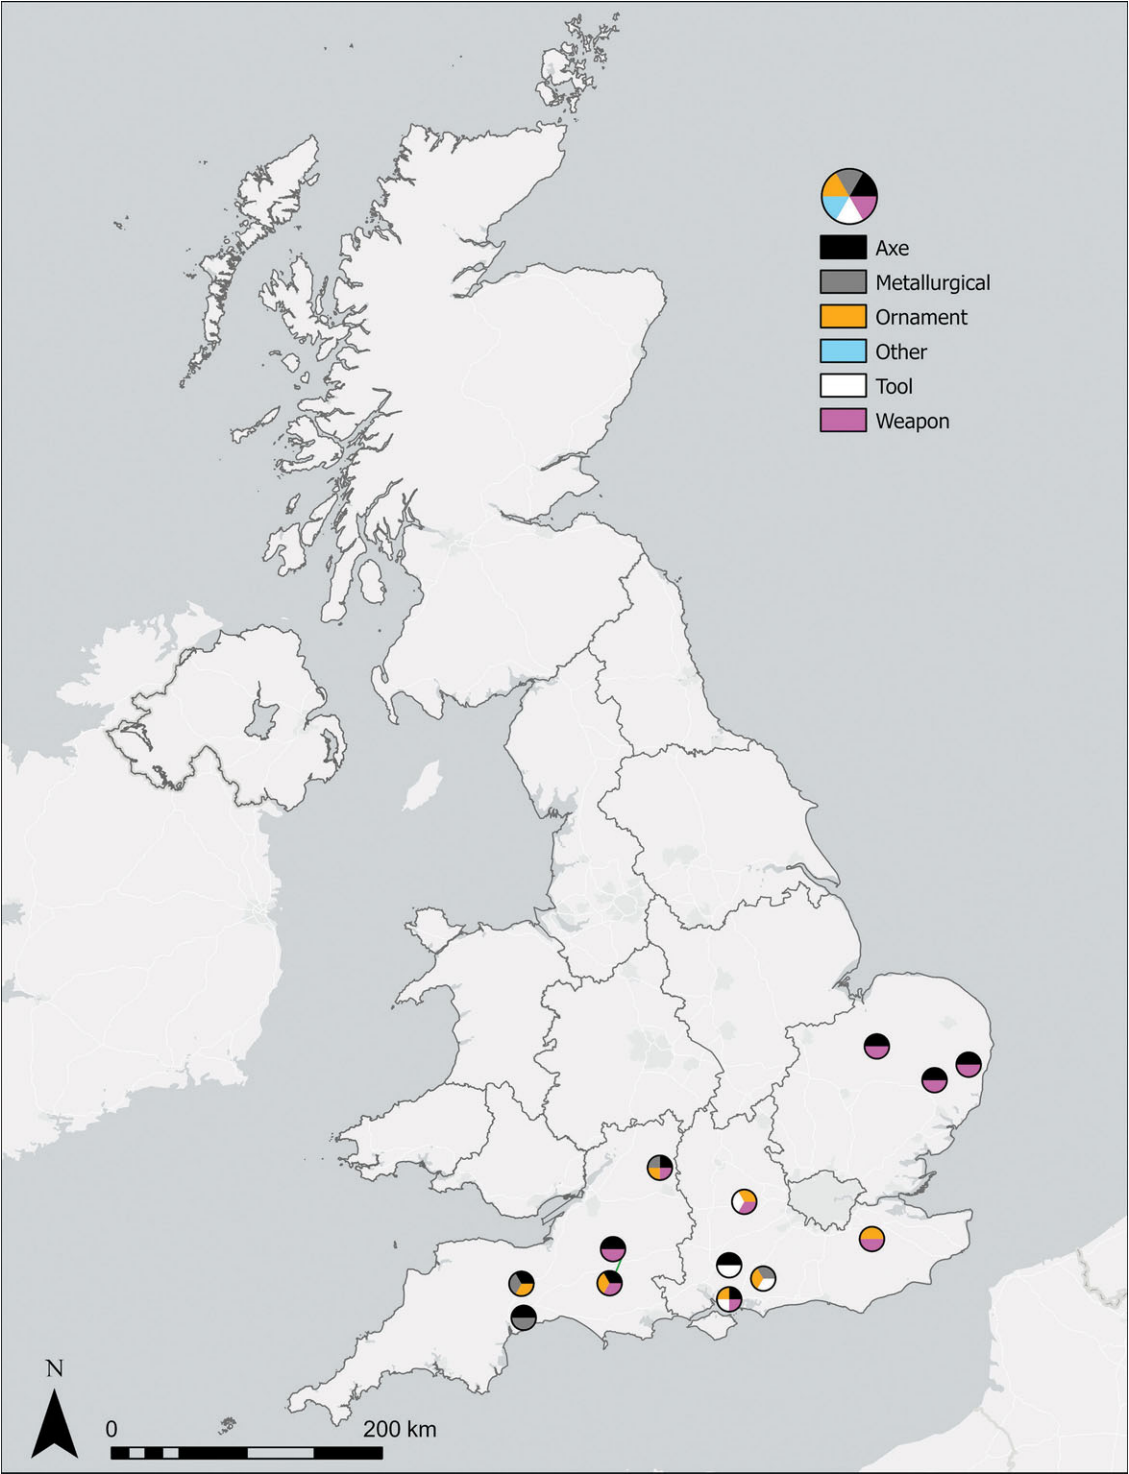 Axe
Metallurgical
Ornament
Other
Tool
Weapon
N
0 200 km